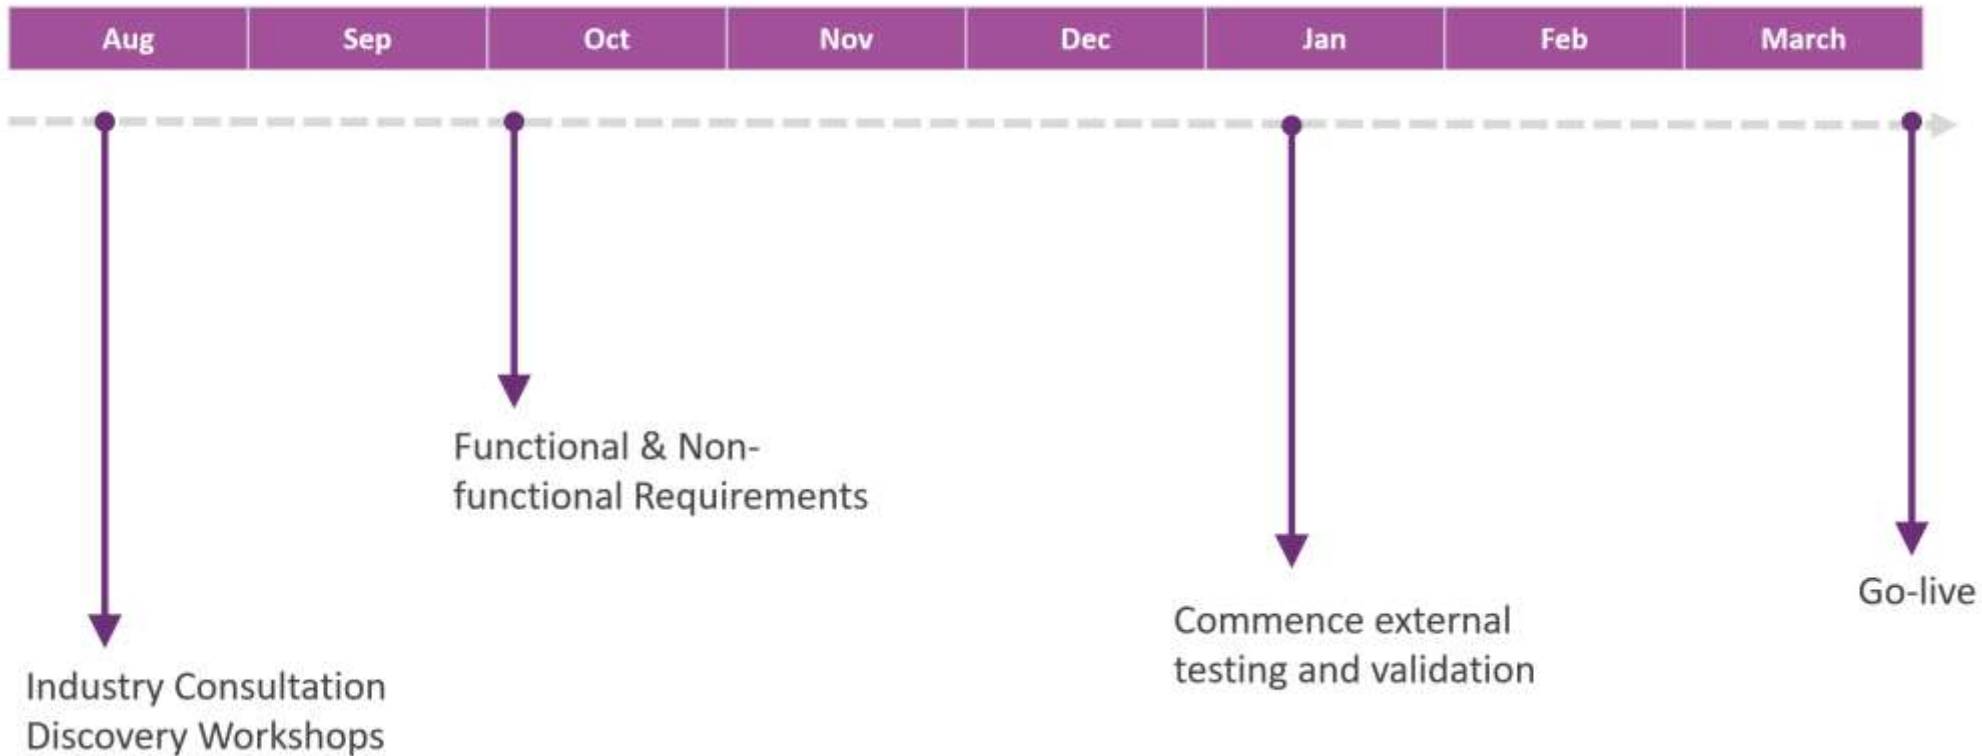 Aug Sep Oct Nov Dec Jan Feb March
Functional & Non-
functional Requirements
Go-live
Commence external
testing and validation
Industry Consultation
Discovery Workshops